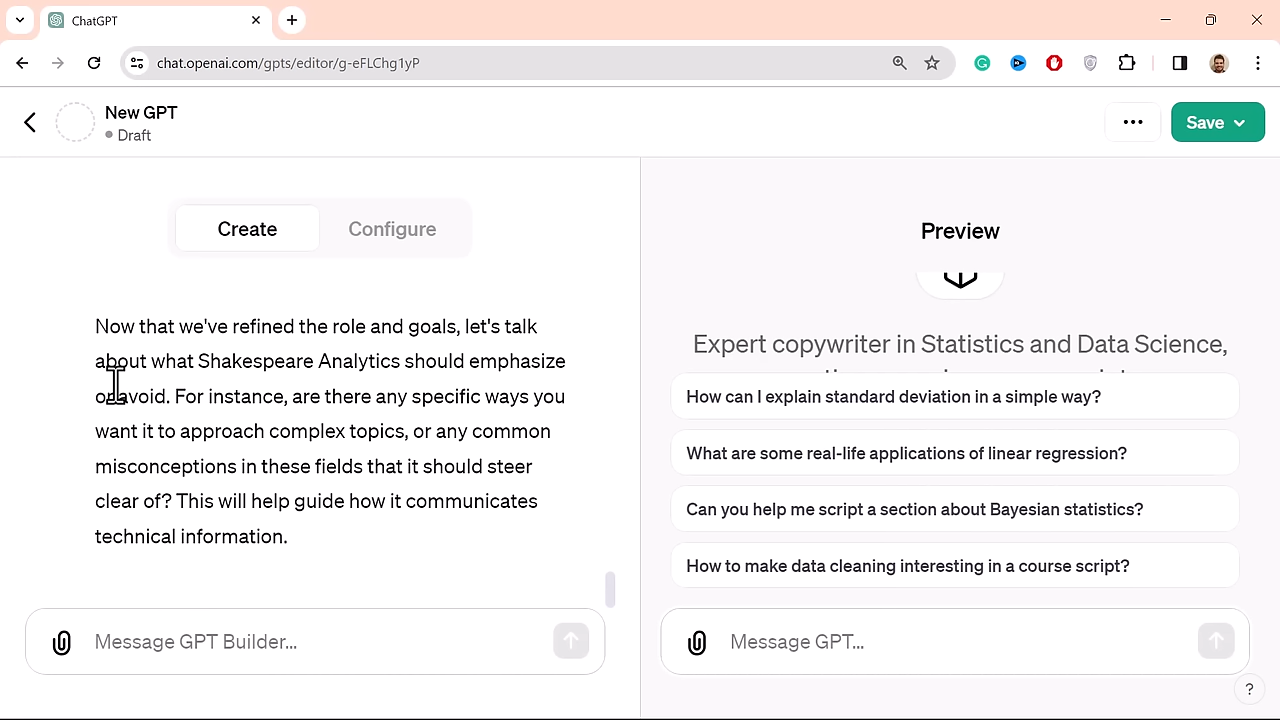 ChatGPT
chat.openai.com/gpts/editor/g-eFLChg1yP
New GPT
Draft
Save
Create
Configure
Now that we've refined the role and goals, let's talk
about what Shakespeare Analytics should emphasize
or avoid. For instance, are there any specific ways you
want it to approach complex topics, or any common
misconceptions in these fields that it should steer
clear of? This will help guide how it communicates
technical information.
Message GPT Builder...
Preview
Expert copywriter in Statistics and Data Science,
How can I explain standard deviation in a simple way?
What are some real-life applications of linear regression?
Can you help me script a section about Bayesian statistics?
How to make data cleaning interesting in a course script?
Message GPT...
?